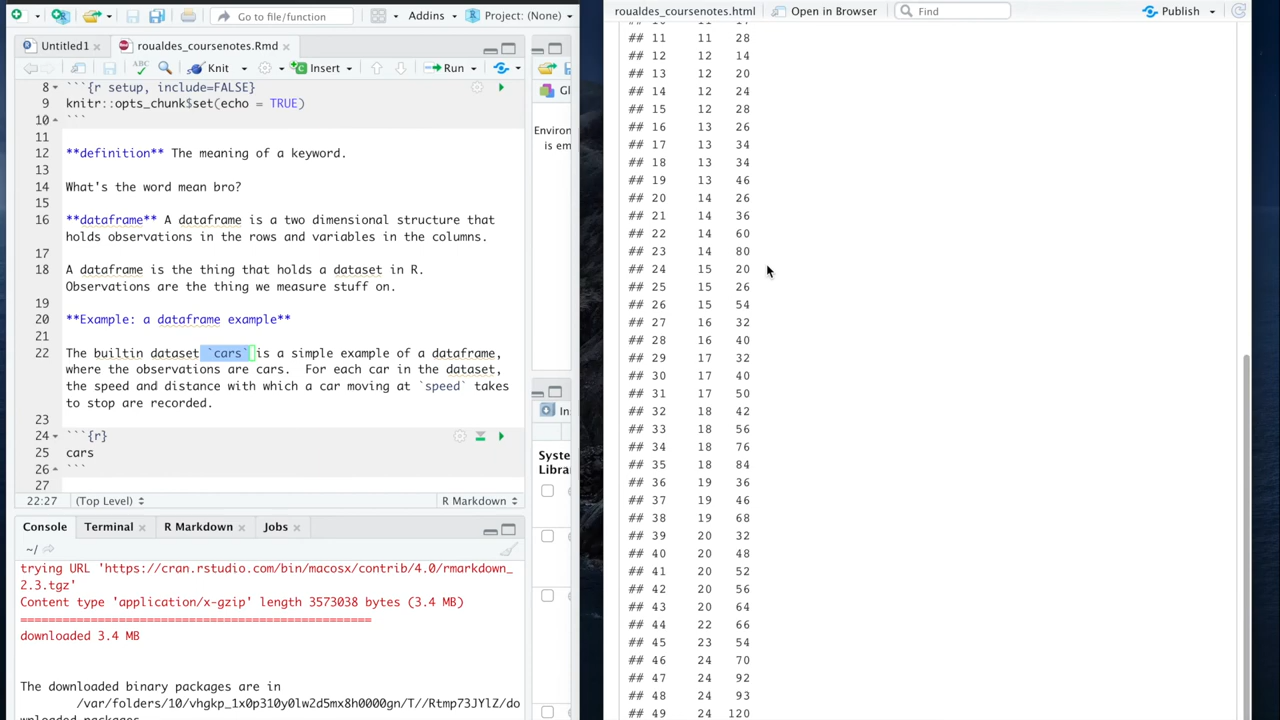 Go to file/function
Addins
Project: (None)
Untitled1
roualdes_coursenotes.Rmd
ABC
Knit
Insert
Run
8 ```{r setup, include=FALSE}
9 knitr::opts_chunk$set(echo = TRUE)
10 ```
11
12 **definition** The meaning of a keyword.
13
14 What's the word mean bro?
15
16 **dataframe** A dataframe is a two dimensional structure that
holds observations in the rows and variables in the columns.
17
18 A dataframe is the thing that holds a dataset in R.
Observations are the thing we measure stuff on.
19
20 **Example: a dataframe example**
21
22 The builtin dataset `cars` is a simple example of a dataframe,
where the observations are cars.  For each car in the dataset,
the speed and distance with which a car moving at `speed` takes
to stop are recorded.
23
24 ```{r}
25 cars
26 ```
27
22:27
(Top Level)
R Markdown
Console
Terminal
R Markdown
Jobs
~/
trying URL 'https://cran.rstudio.com/bin/macosx/contrib/4.0/rmarkdown_
2.3.tgz'
Content type 'application/x-gzip' length 3573038 bytes (3.4 MB)
==================================================
downloaded 3.4 MB
The downloaded binary packages are in
Gl
Environ
is em
In
Syste
Libra
roualdes_coursenotes.html
Open in Browser
Find
Publish
## 11 11 28
## 12 12 14
## 13 12 20
## 14 12 24
## 15 12 28
## 16 13 26
## 17 13 34
## 18 13 34
## 19 13 46
## 20 14 26
## 21 14 36
## 22 14 60
## 23 14 80
## 24 15 20
## 25 15 26
## 26 15 54
## 27 16 32
## 28 16 40
## 29 17 32
## 30 17 40
## 31 17 50
## 32 18 42
## 33 18 56
## 34 18 76
## 35 18 84
## 36 19 36
## 37 19 46
## 38 19 68
## 39 20 32
## 40 20 48
## 41 20 52
## 42 20 56
## 43 20 64
## 44 22 66
## 45 23 54
## 46 24 70
## 47 24 92
## 48 24 93
## 49 24 120